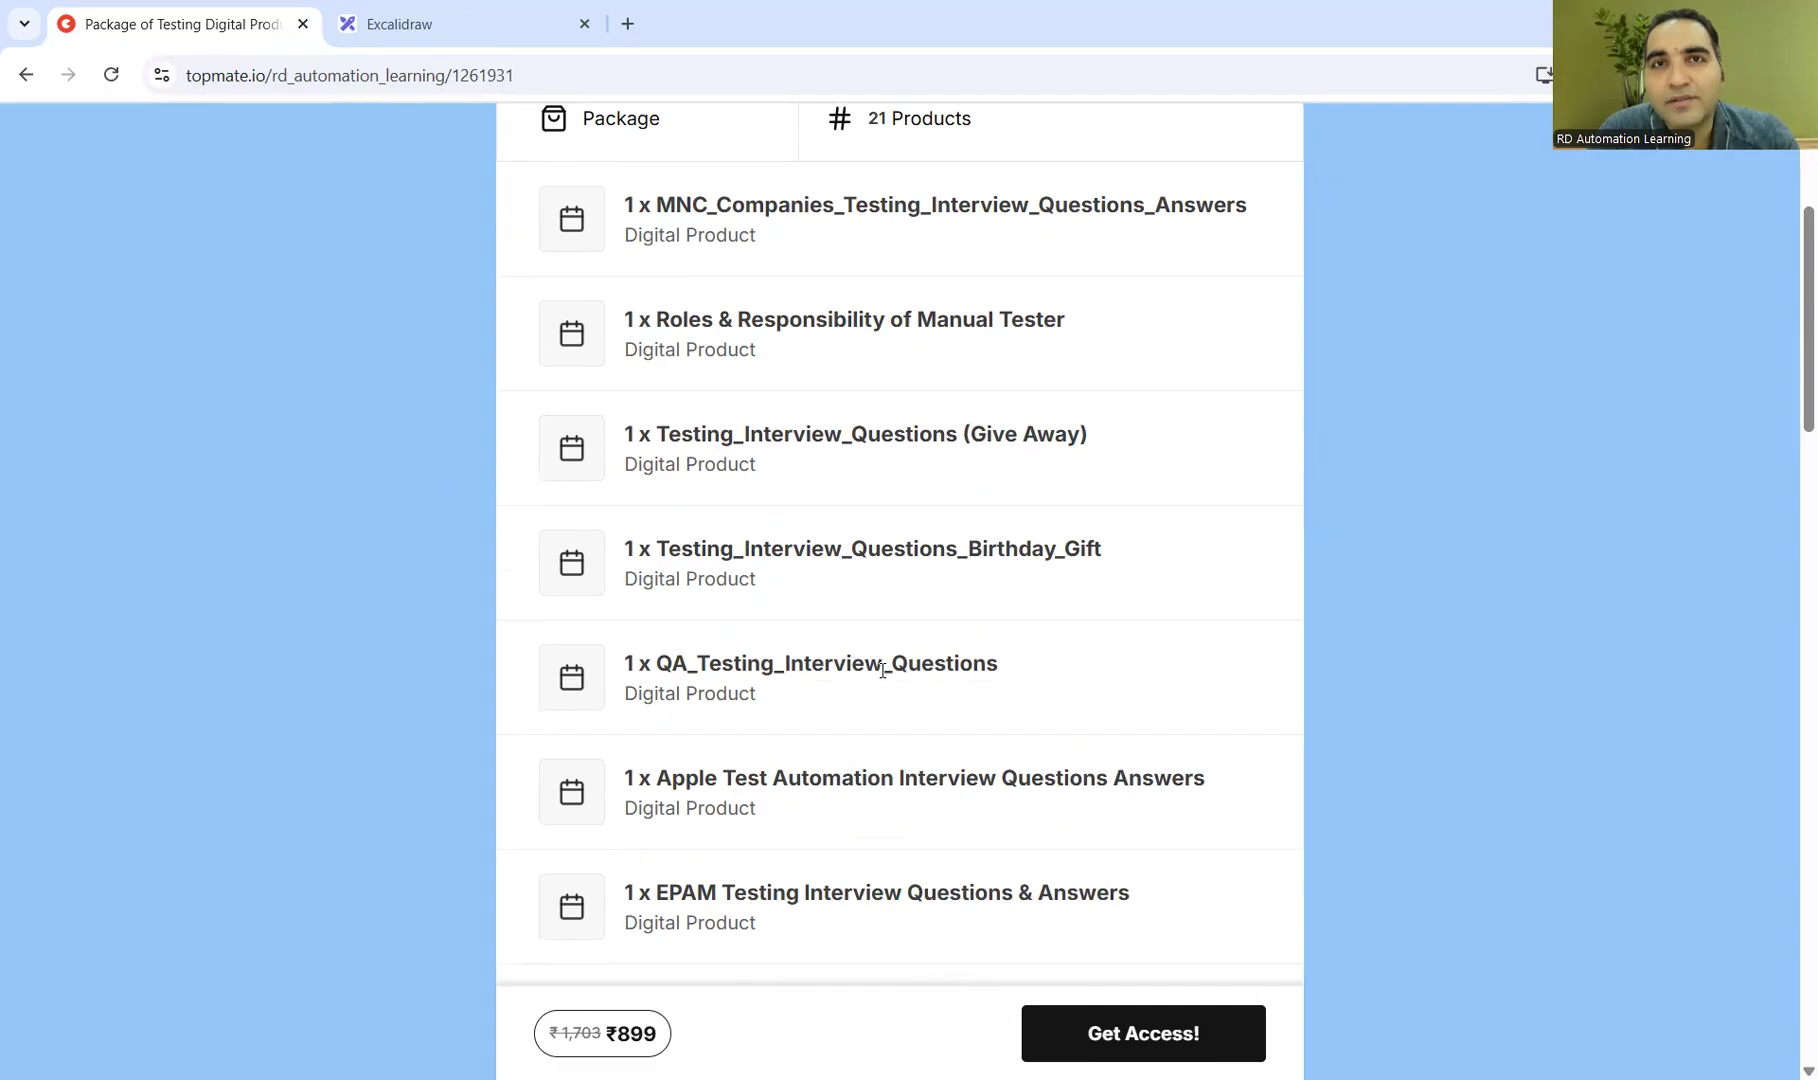 Package of Testing Digital Prod
Excalidraw
topmate.io/rd_automation_learning/1261931
RD Automation Learning
Package
# 21 Products
1 x MNC_Companies_Testing_Interview_Questions_Answers
Digital Product
1 x Roles & Responsibility of Manual Tester
Digital Product
1 x Testing_Interview_Questions (Give Away)
Digital Product
1 x Testing_Interview_Questions_Birthday_Gift
Digital Product
1 x QA_Testing_Interview_Questions
Digital Product
1 x Apple Test Automation Interview Questions Answers
Digital Product
1 x EPAM Testing Interview Questions & Answers
Digital Product
₹1,703 ₹899
Get Access!